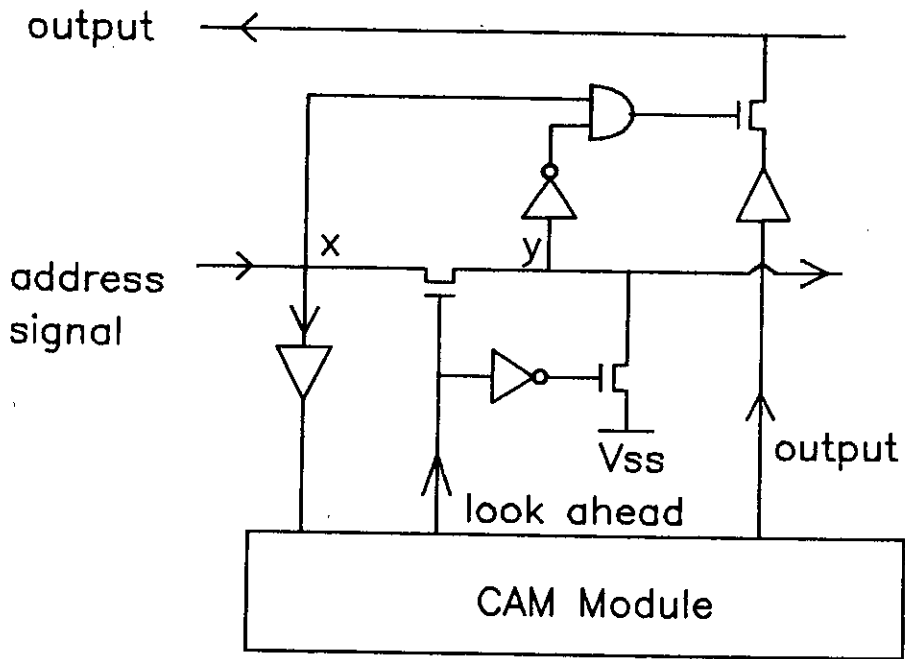 output
x
y
address
signal
Vss
output
look ahead
CAM Module